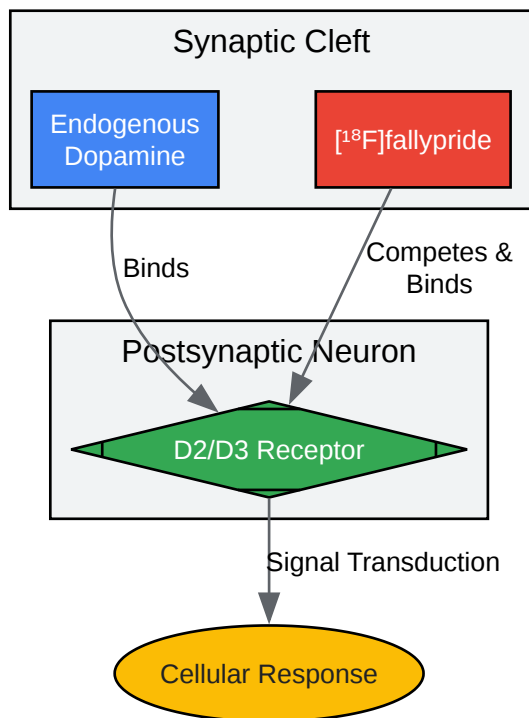 Synaptic Cleft
Endogenous
Dopamine
[¹⁸F]fallypride
Binds
Competes &
Binds
Postsynaptic Neuron
D2/D3 Receptor
Signal Transduction
Cellular Response